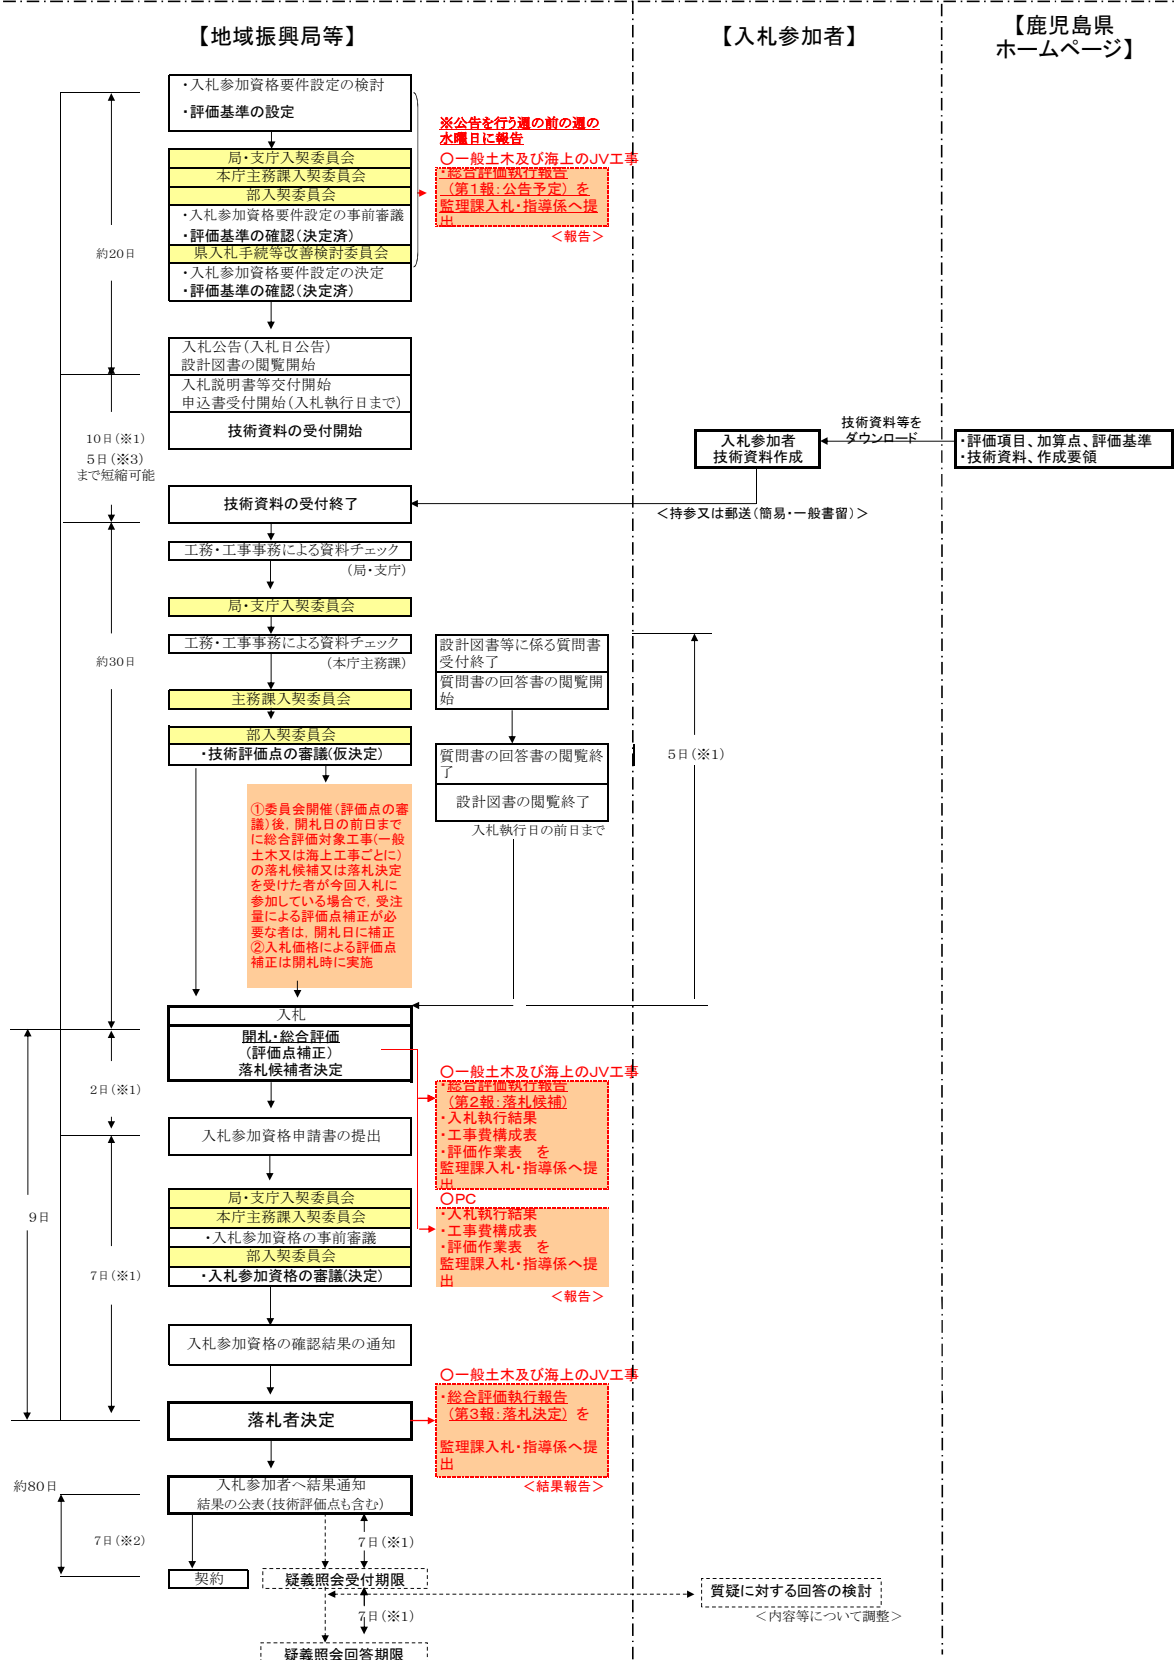 【地域振興局等】
【入札参加者】
【鹿児島県
ホームページ】
・入札参加資格要件設定の検討
・評価基準の設定
※公告を行う週の前の週の
水曜日に報告
局・支庁入契委員会
本庁主務課入契委員会
部入契委員会
・入札参加資格要件設定の事前審議
・評価基準の確認(決定済)
県入札手続等改善検討委員会
・入札参加資格要件設定の決定
・評価基準の確認(決定済)
○一般土木及び海上のJV工事
・総合評価執行報告
(第1報:公告予定) を
監理課入札・指導係へ提
出
<報告>
約20日
入札公告(入札日公告)
設計図書の閲覧開始
入札説明書等交付開始
申込書受付開始(入札執行日まで)
技術資料の受付開始
10日(※1)
5日(※3)
まで短縮可能
入札参加者
技術資料作成
技術資料等を
ダウンロード
・評価項目、加算点、評価基準
・技術資料、作成要領
技術資料の受付終了
<持参又は郵送(簡易・一般書留)>
工務・工事事務による資料チェック
(局・支庁)
局・支庁入契委員会
工務・工事事務による資料チェック
(本庁主務課)
約30日
主務課入契委員会
部入契委員会
・技術評価点の審議(仮決定)
設計図書等に係る質問書
受付終了
質問書の回答書の閲覧開
始
質問書の回答書の閲覧終
了
設計図書の閲覧終了
入札執行日の前日まで
5日(※1)
①委員会開催(評価点の審
議)後,開札日の前日まで
に総合評価対象工事(一般
土木又は海上工事ごとに)
の落札候補又は落札決定
を受けた者が今回入札に
参加している場合で,受注
量による評価点補正が必
要な者は,開札日に補正
②入札価格による評価点
補正は開札時に実施
入札
開札・総合評価
(評価点補正)
落札候補者決定
2日(※1)
○一般土木及び海上のJV工事
・総合評価執行報告
(第2報:落札候補)
・入札執行結果
・工事費構成表
・評価作業表 を
監理課入札・指導係へ提
出
入札参加資格申請書の提出
局・支庁入契委員会
本庁主務課入契委員会
・入札参加資格の事前審議
部入契委員会
・入札参加資格の審議(決定)
○PC
・入札執行結果
・工事費構成表
・評価作業表 を
監理課入札・指導係へ提
出
<報告>
9日
7日(※1)
入札参加資格の確認結果の通知
○一般土木及び海上のJV工事
・総合評価執行報告
(第3報:落札決定) を
監理課入札・指導係へ提
出
<結果報告>
落札者決定
約80日
入札参加者へ結果通知
結果の公表(技術評価点も含む)
7日(※2)
7日(※1)
契約
疑義照会受付期限
質疑に対する回答の検討
<内容等について調整>
7日(※1)
疑義照会回答期限